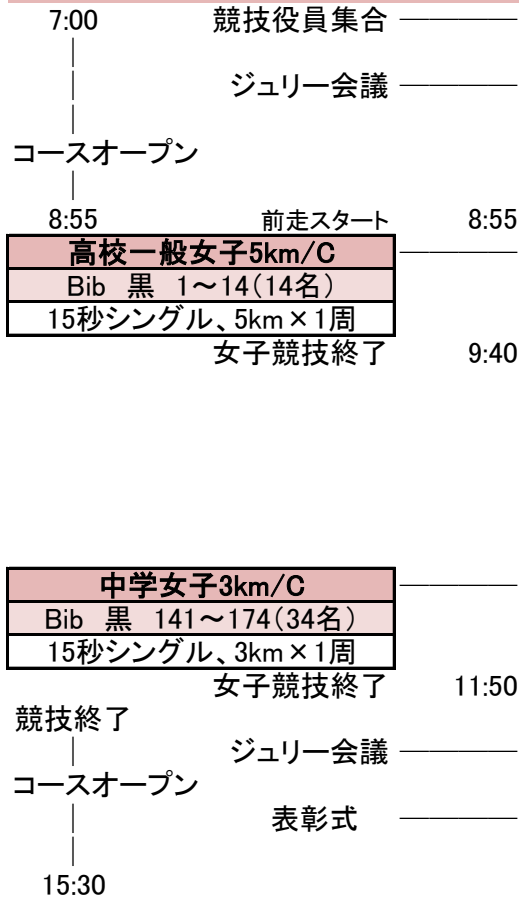 7:00 競技役員集合
ジュリー会議
コースオープン
8:55 前走スタート 8:55
高校一般女子5km/C
Bib 黒 1～14(14名)
15秒シングル、5km×1周
女子競技終了 9:40
中学女子3km/C
Bib 黒 141～174(34名)
15秒シングル、3km×1周
女子競技終了 11:50
競技終了
ジュリー会議
コースオープン
表彰式
15:30